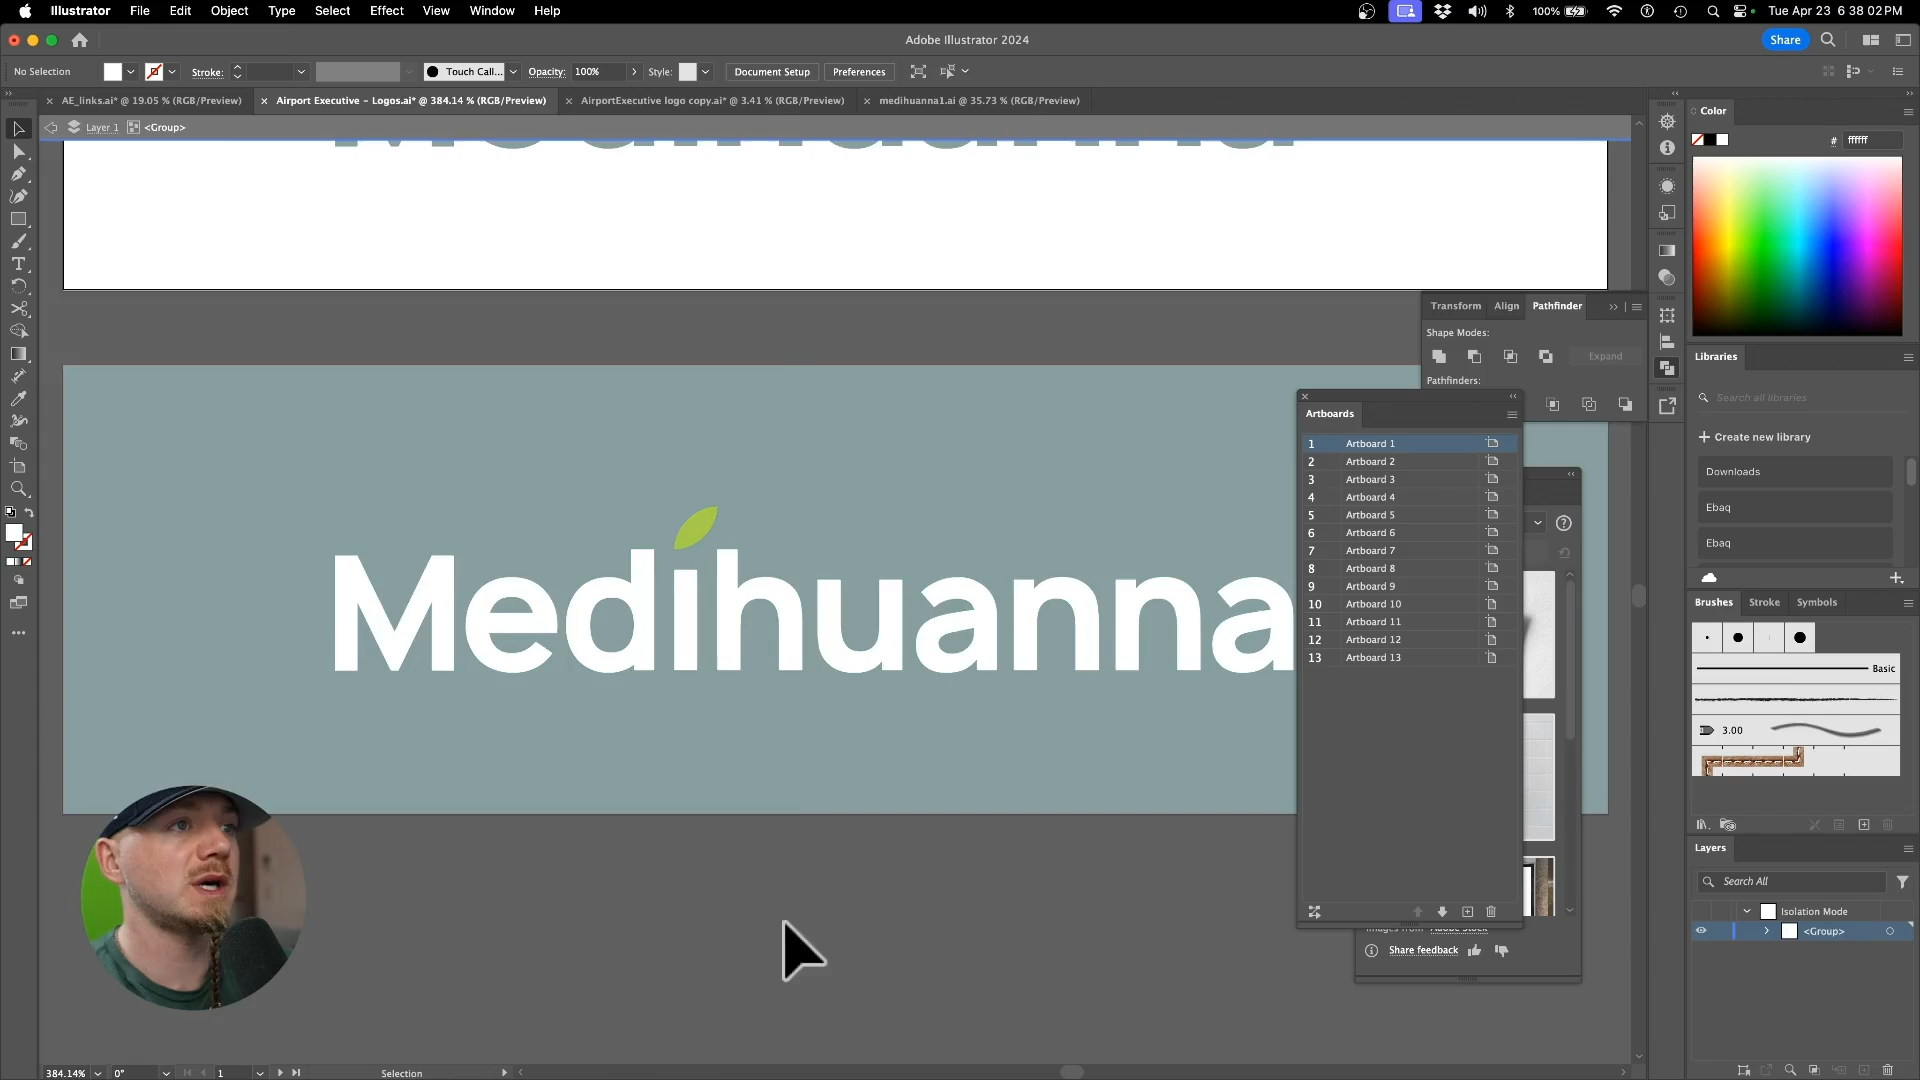 Illustrator File Edit Object Type Select Effect View Window Help
100%
Tue Apr 23 6 38 02 PM
Adobe Illustrator 2024
Share
No Selection
Stroke:
Touch Call...
Opacity: 100%
Style:
Document Setup
Preferences
AE_links.ai* @ 19.05 % (RGB/Preview)
Airport Executive - Logos.ai* @ 384.14 % (RGB/Preview)
AirportExecutive logo copy.ai* @ 3.41 % (RGB/Preview)
medihuanna1.ai @ 35.73 % (RGB/Preview)
Layer 1 <Group>
Medihuanna
Color
# ffffff
Transform Align Pathfinder
Shape Modes:
Expand
Pathfinders:
Artboards
1 Artboard 1
2 Artboard 2
3 Artboard 3
4 Artboard 4
5 Artboard 5
6 Artboard 6
7 Artboard 7
8 Artboard 8
9 Artboard 9
10 Artboard 10
11 Artboard 11
12 Artboard 12
13 Artboard 13
Share feedback
Libraries
Search all libraries
Create new library
Downloads
Ebaq
Ebaq
Brushes Stroke Symbols
Basic
3.00
Layers
Search All
Isolation Mode
<Group>
384.14% 0° 1 Selection